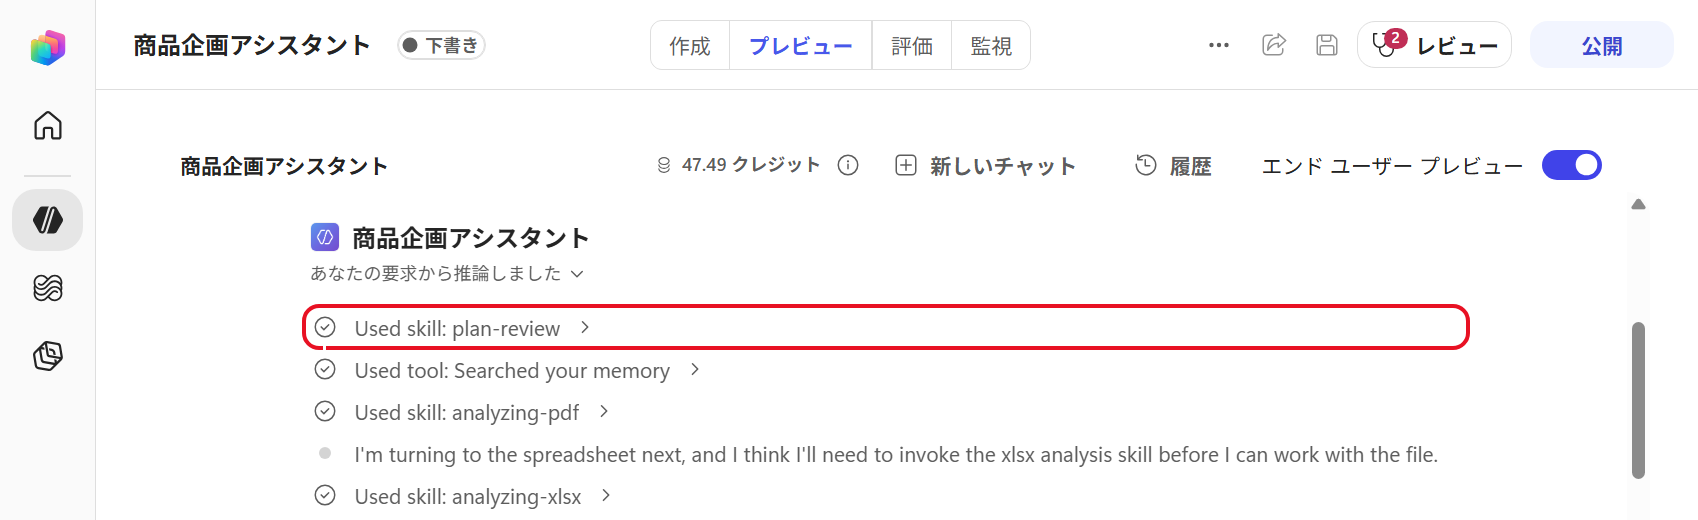 商品企画アシスタント 下書き 作成 プレビュー 評価 監視 ... 2 レビュー 公開
商品企画アシスタント 47.49 クレジット 新しいチャット 履歴 エンド ユーザー プレビュー
商品企画アシスタント
あなたの要求から推論しました
Used skill: plan-review
Used tool: Searched your memory
Used skill: analyzing-pdf
I'm turning to the spreadsheet next, and I think I'll need to invoke the xlsx analysis skill before I can work with the file.
Used skill: analyzing-xlsx